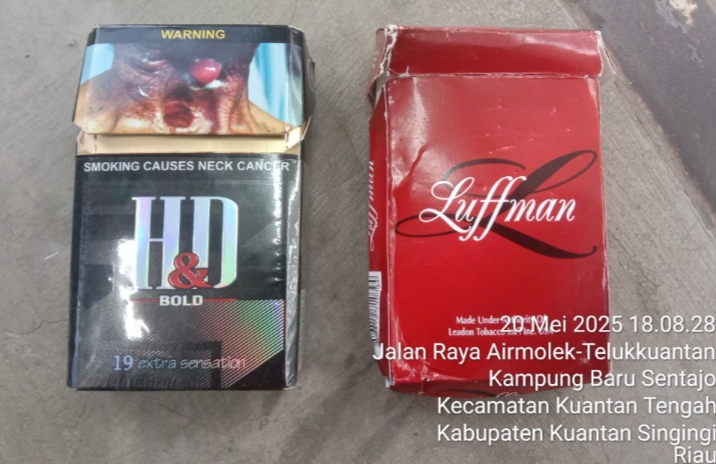 WARNING
SMOKING CAUSES NECK CANCER
H&D
BOLD
19 extra sensation
Luffman
Made Under
Leadon Tobacco
20 Mei 2025 18.08.28
Jalan Raya Airmolek-Telukkuantan
Kampung Baru Sentajo
Kecamatan Kuantan Tengah
Kabupaten Kuantan Singingi
Riau